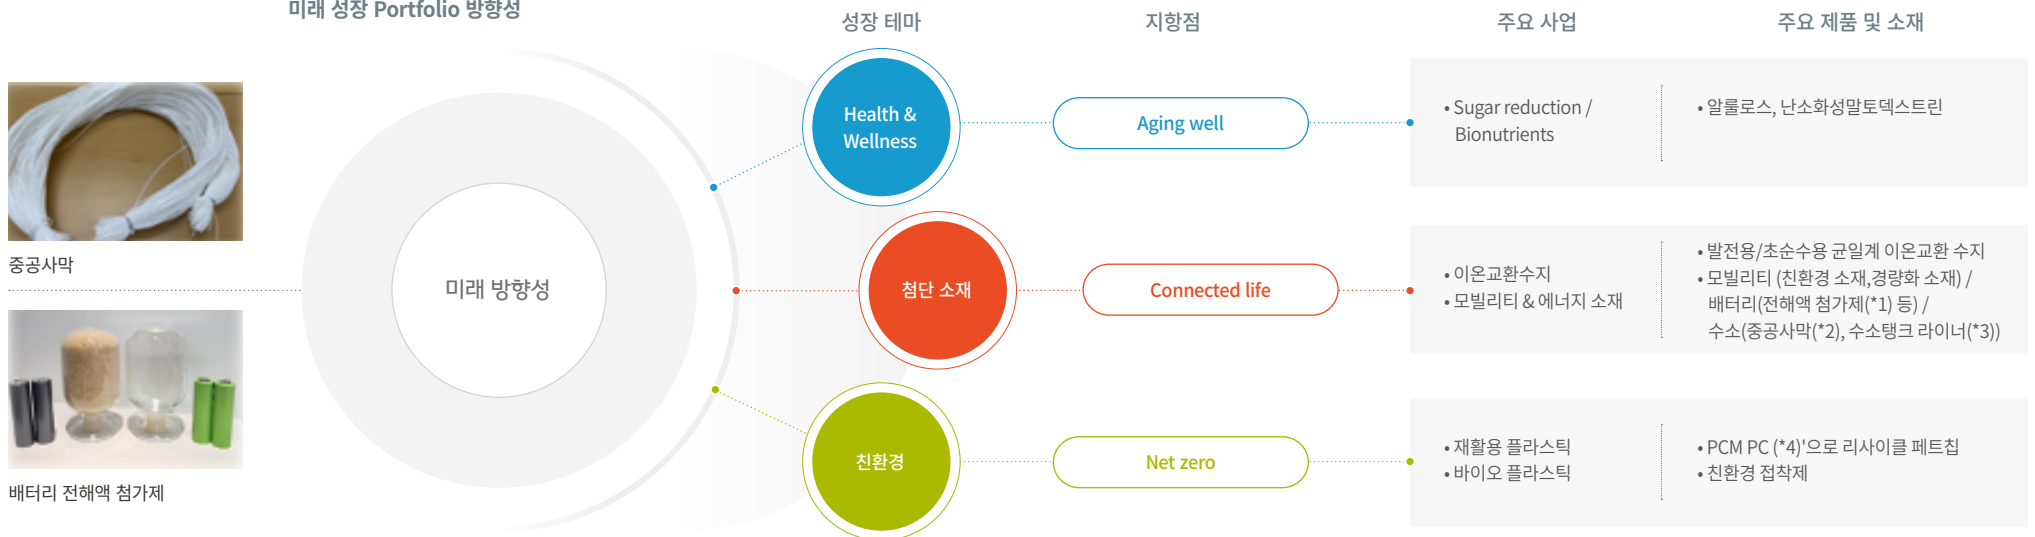 미래 성장 Portfolio 방향성
성장 테마
지향점
주요 사업
주요 제품 및 소재
중공사막
배터리 전해액 첨가제
미래 방향성
Health &
Wellness
Aging well
• Sugar reduction /
Bionutrients
• 알룰로스, 난소화성말토덱스트린
첨단 소재
Connected life
• 이온교환수지
• 모빌리티 & 에너지 소재
• 발전용/초순수용 균일계 이온교환 수지
• 모빌리티 (친환경 소재,경량화 소재) /
배터리(전해액 첨가제(*1) 등) /
수소(중공사막(*2), 수소탱크 라이너(*3))
친환경
Net zero
• 재활용 플라스틱
• 바이오 플라스틱
• PCM PC (*4)'으로 리사이클 페트칩
• 친환경 접착제